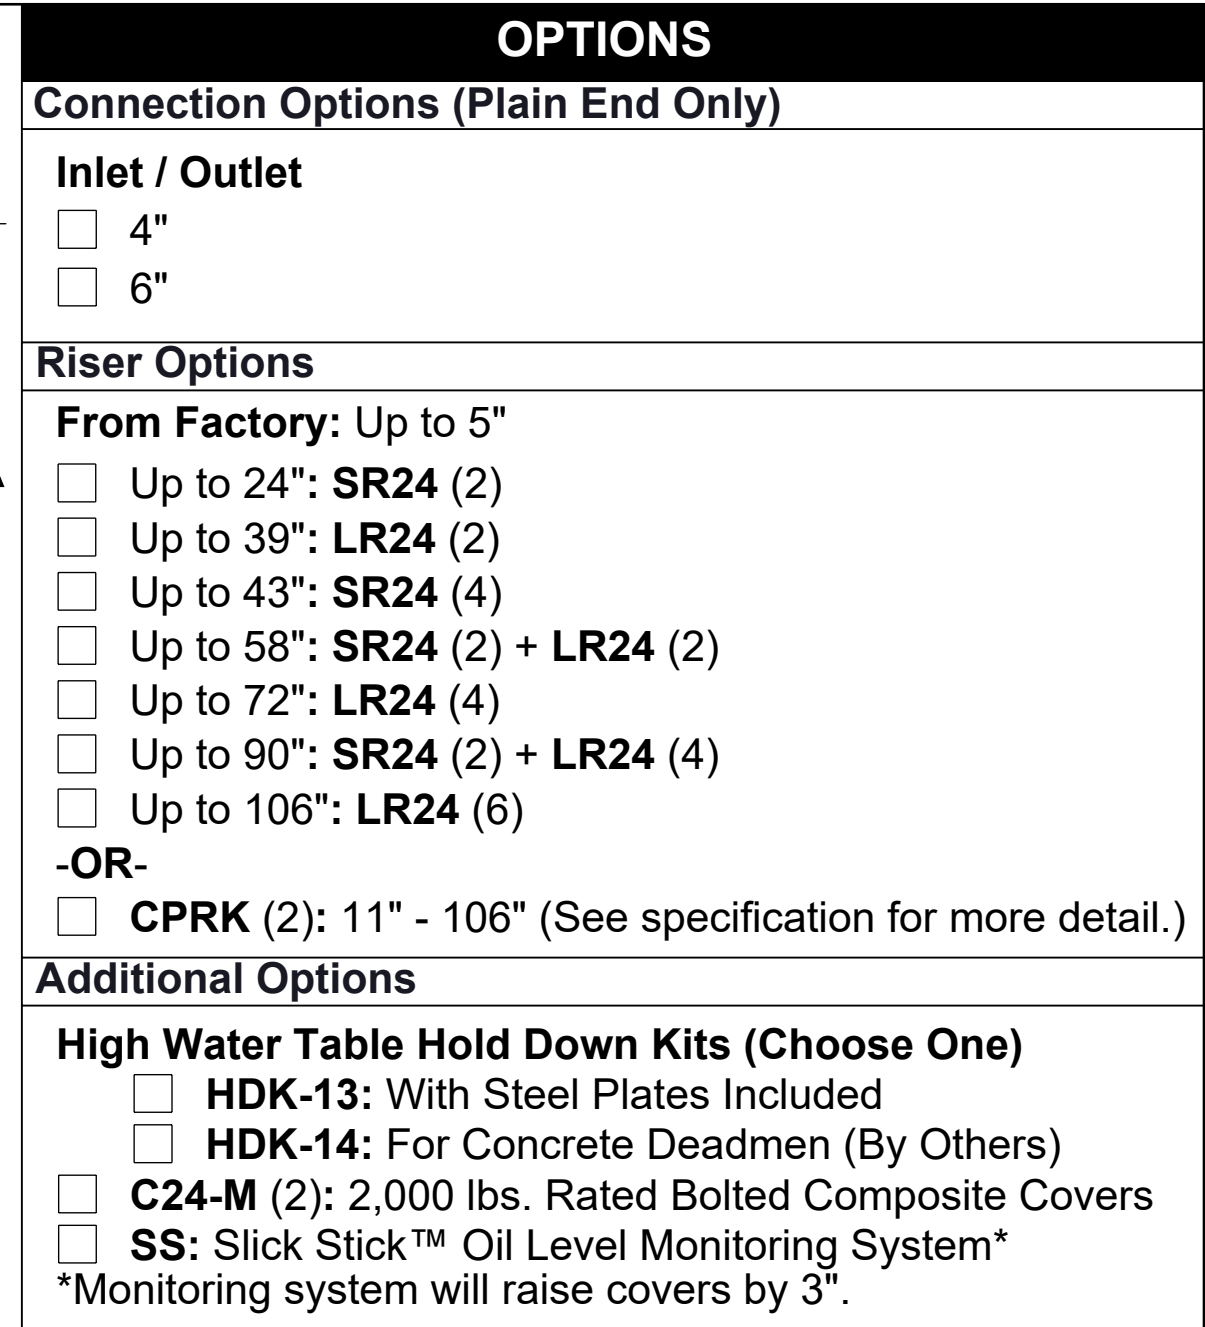 OPTIONS
Connection Options (Plain End Only)
Inlet / Outlet
4"
6"
Riser Options
From Factory: Up to 5"
Up to 24": SR24 (2)
Up to 39": LR24 (2)
Up to 43": SR24 (4)
Up to 58": SR24 (2) + LR24 (2)
Up to 72": LR24 (4)
Up to 90": SR24 (2) + LR24 (4)
Up to 106": LR24 (6)
-OR-
CPRK (2): 11" - 106" (See specification for more detail.)
Additional Options
High Water Table Hold Down Kits (Choose One)
HDK-13: With Steel Plates Included
HDK-14: For Concrete Deadmen (By Others)
C24-M (2): 2,000 lbs. Rated Bolted Composite Covers
SS: Slick Stick™ Oil Level Monitoring System*
*Monitoring system will raise covers by 3".